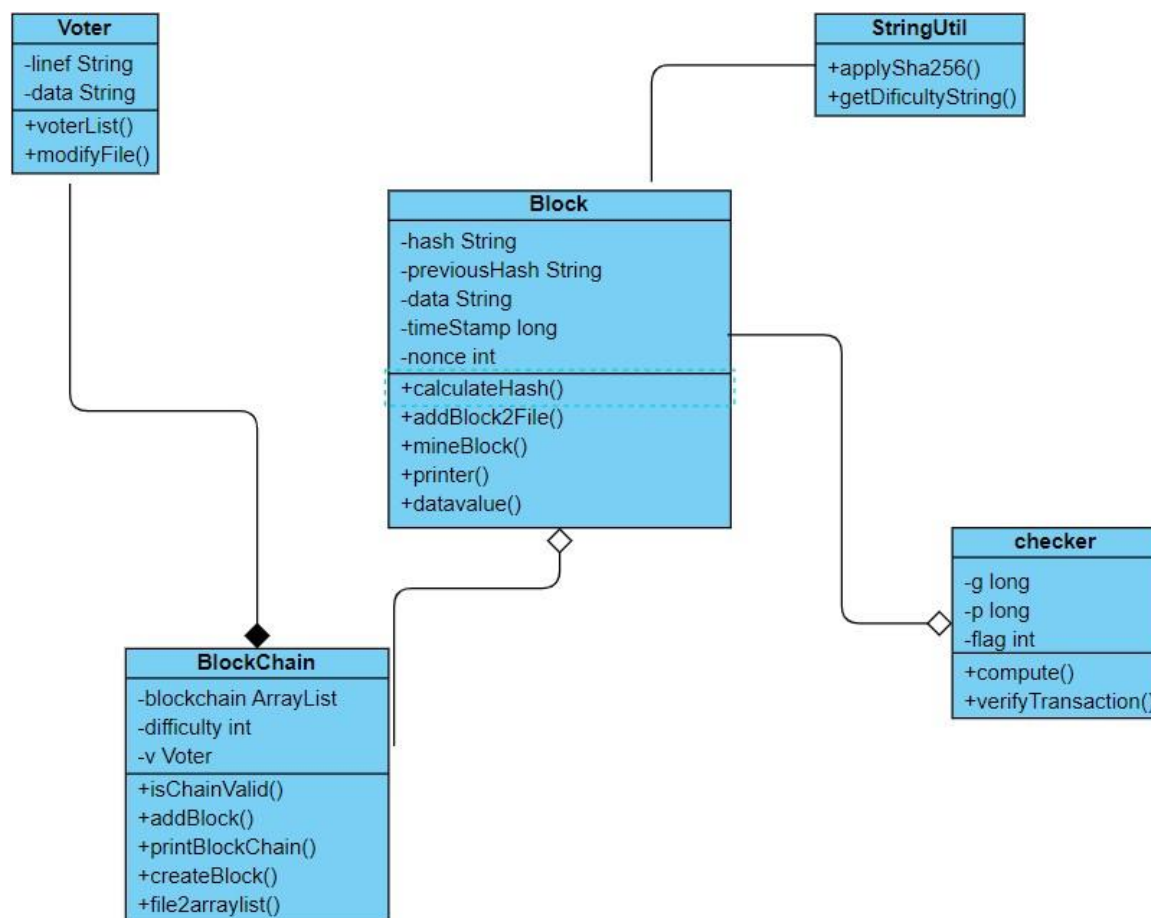 Voter
-linef String
-data String
+voterList()
+modifyFile()
StringUtil
+applySha256()
+getDificultyString()
Block
-hash String
-previousHash String
-data String
-timeStamp long
-nonce int
+calculateHash()
+addBlock2File()
+mineBlock()
+printer()
+datavalue()
checker
-g long
-p long
-flag int
+compute()
+verifyTransaction()
BlockChain
-blockchain ArrayList
-difficulty int
-v Voter
+isChainValid()
+addBlock()
+printBlockChain()
+createBlock()
+file2arraylist()